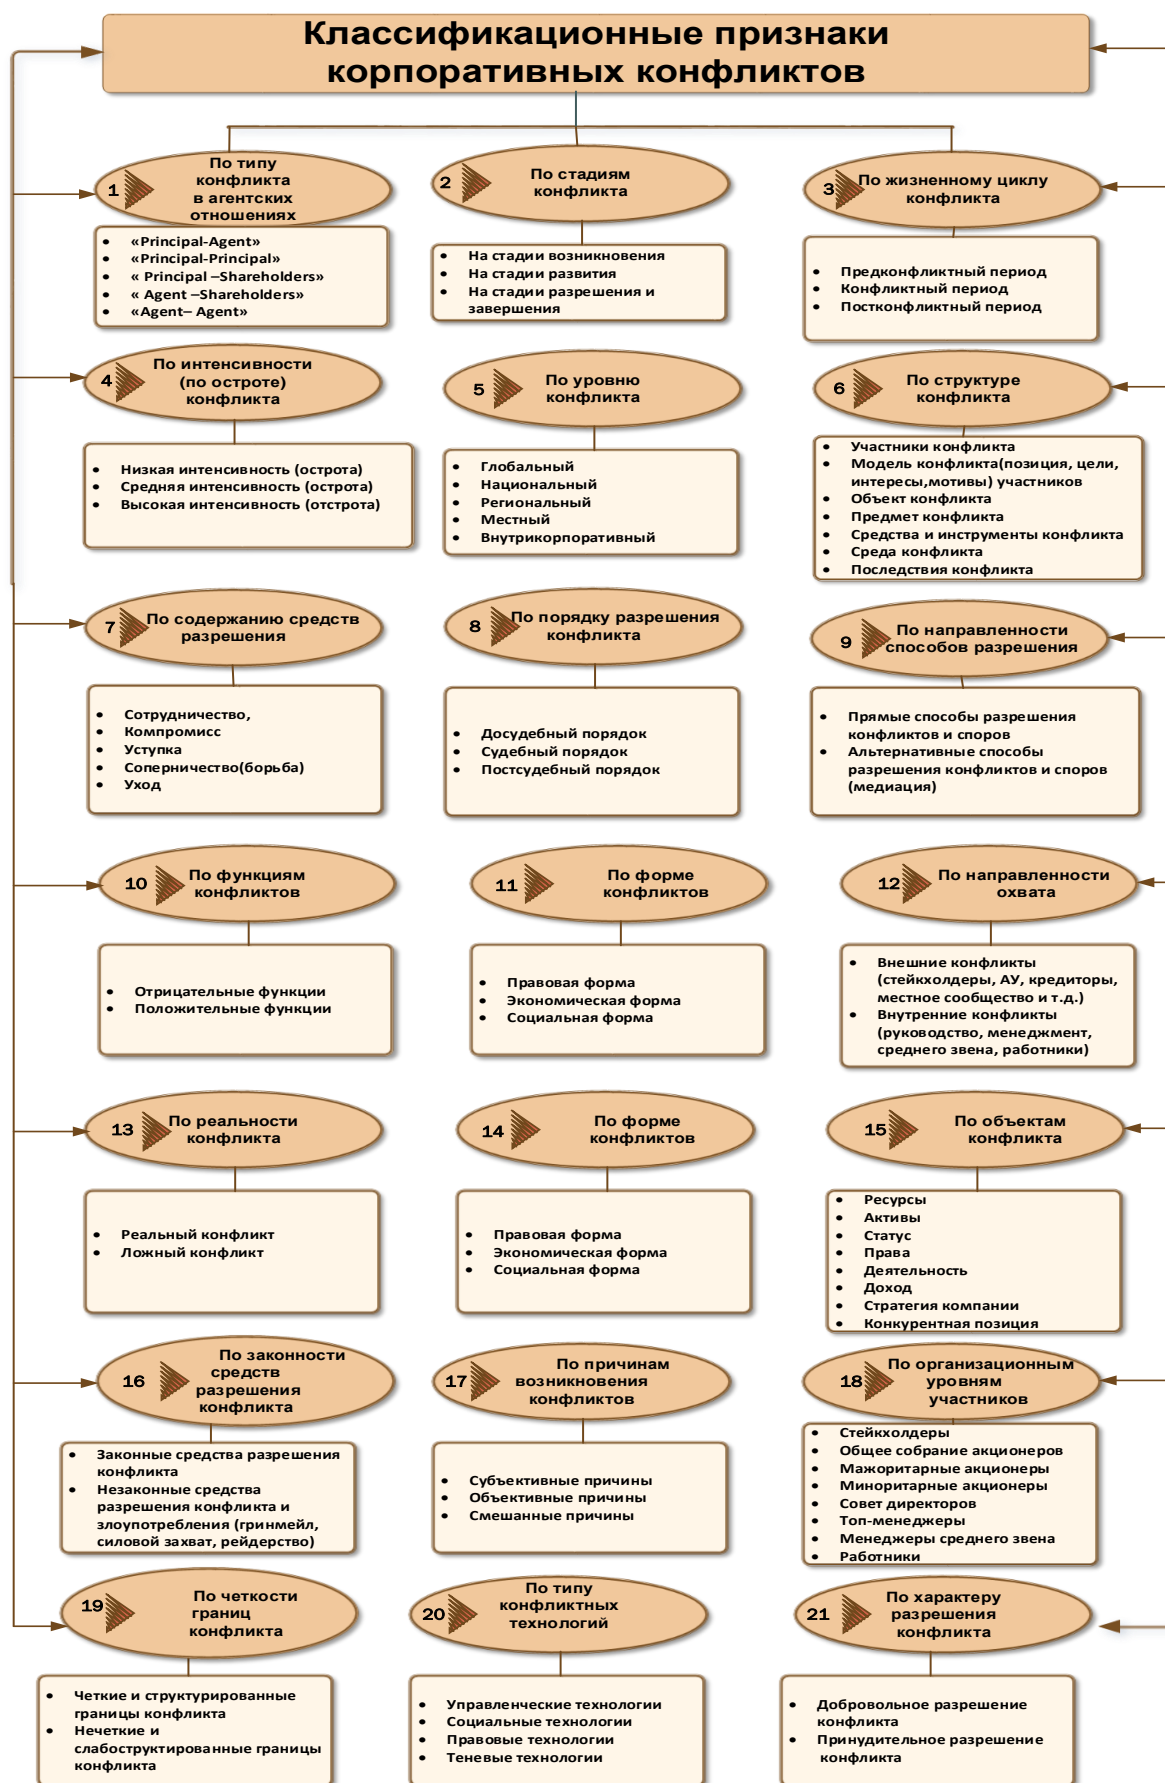 Классификационные признаки
корпоративных конфликтов
1
По типу
конфликта
в агентских
отношениях
• «Principal-Agent»
• «Principal-Principal»
• « Principal –Shareholders»
• « Agent –Shareholders»
• «Agent– Agent»
2
По стадиям
конфликта
• На стадии возникновения
• На стадии развития
• На стадии разрешения и
завершения
3
По жизненному циклу
конфликта
• Предконфликтный период
• Конфликтный период
• Постконфликтный период
4
По интенсивности
(по остроте)
конфликта
• Низкая интенсивность (острота)
• Средняя интенсивность (острота)
• Высокая интенсивность (отстрота)
5
По уровню
конфликта
• Глобальный
• Национальный
• Региональный
• Местный
• Внутрикорпоративный
6
По структуре
конфликта
• Участники конфликта
• Модель конфликта(позиция, цели,
интересы,мотивы) участников
• Объект конфликта
• Предмет конфликта
• Средства и инструменты конфликта
• Среда конфликта
• Последствия конфликта
7
По содержанию средств
разрешения
• Сотрудничество,
• Компромисс
• Уступка
• Соперничество(борьба)
• Уход
8
По порядку разрешения
конфликта
• Досудебный порядок
• Судебный порядок
• Постсудебный порядок
9
По направленности
способов разрешения
• Прямые способы разрешения
конфликтов и споров
• Альтернативные способы
разрешения конфликтов и споров
(медиация)
10
По функциям
конфликтов
• Отрицательные функции
• Положительные функции
11
По форме
конфликтов
• Правовая форма
• Экономическая форма
• Социальная форма
12
По направленности
охвата
• Внешние конфликты
(стейкхолдеры, АУ, кредиторы,
местное сообщество и т.д.)
• Внутренние конфликты
(руководство, менеджмент,
среднего звена, работники)
13
По реальности
конфликта
• Реальный конфликт
• Ложный конфликт
14
По форме
конфликтов
• Правовая форма
• Экономическая форма
• Социальная форма
15
По объектам
конфликта
• Ресурсы
• Активы
• Статус
• Права
• Деятельность
• Доход
• Стратегия компании
• Конкурентная позиция
16
По законности
средств
разрешения
конфликта
• Законные средства разрешения
конфликта
• Незаконные средства
разрешения конфликта и
злоупотребления (гринмейл,
силовой захват, рейдерство)
17
По причинам
возникновения
конфликтов
• Субъективные причины
• Объективные причины
• Смешанные причины
18
По организационным
уровням
участников
• Стейкхолдеры
• Общее собрание акционеров
• Мажоритарные акционеры
• Миноритарные акционеры
• Совет директоров
• Топ-менеджеры
• Менеджеры среднего звена
• Работники
19
По четкости
границ
конфликта
• Четкие и структурированные
границы конфликта
• Нечеткие и
слабоструктированные границы
конфликта
20
По типу
конфликтных
технологий
• Управленческие технологии
• Социальные технологии
• Правовые технологии
• Теневые технологии
21
По характеру
разрешения
конфликта
• Добровольное разрешение
конфликта
• Принудительное разрешение
конфликта